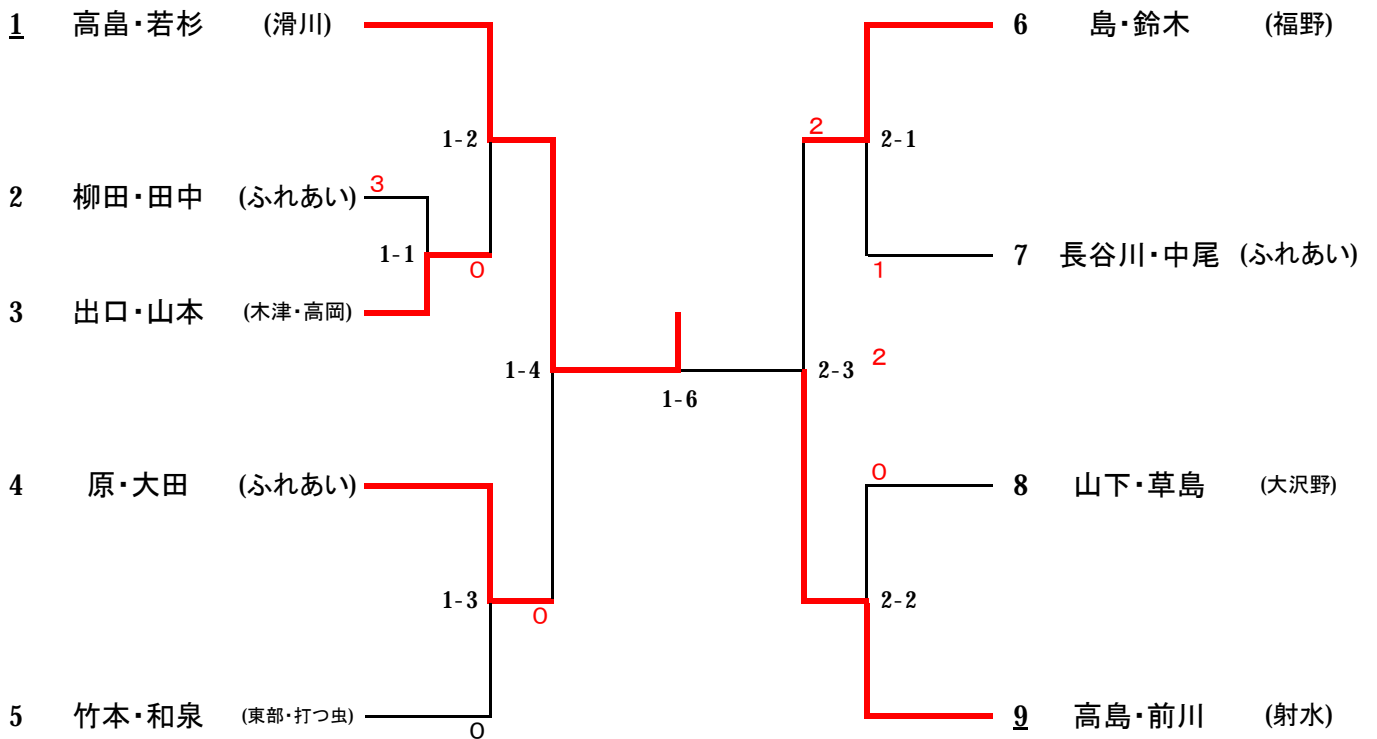 1 高畠・若杉 (滑川)
1-2
2 柳田・田中 (ふれあい) 3
1-1
0
3 出口・山本 (木津・高岡)
1-4
4 原・大田 (ふれあい)
1-3
0
5 竹本・和泉 (東部・打つ虫)
0
1-6
6 島・鈴木 (福野)
2
2-1
7 長谷川・中尾 (ふれあい)
1
2-3 2
0
8 山下・草島 (大沢野)
2-2
9 高島・前川 (射水)